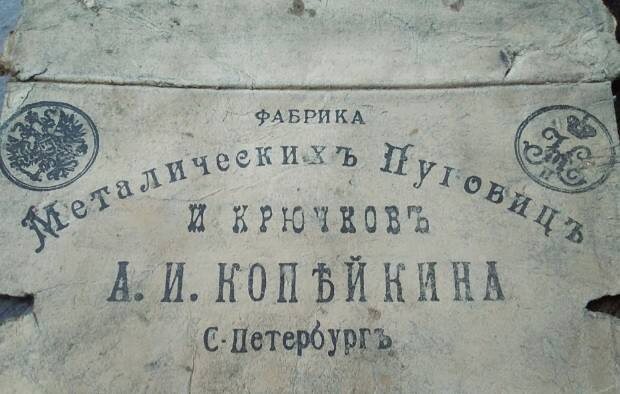 ФАБРИКА
Металическихъ Пуговицъ
И КРЮЧКОВЪ
А. И. КОПѢЙКИНА
С-Петербургъ